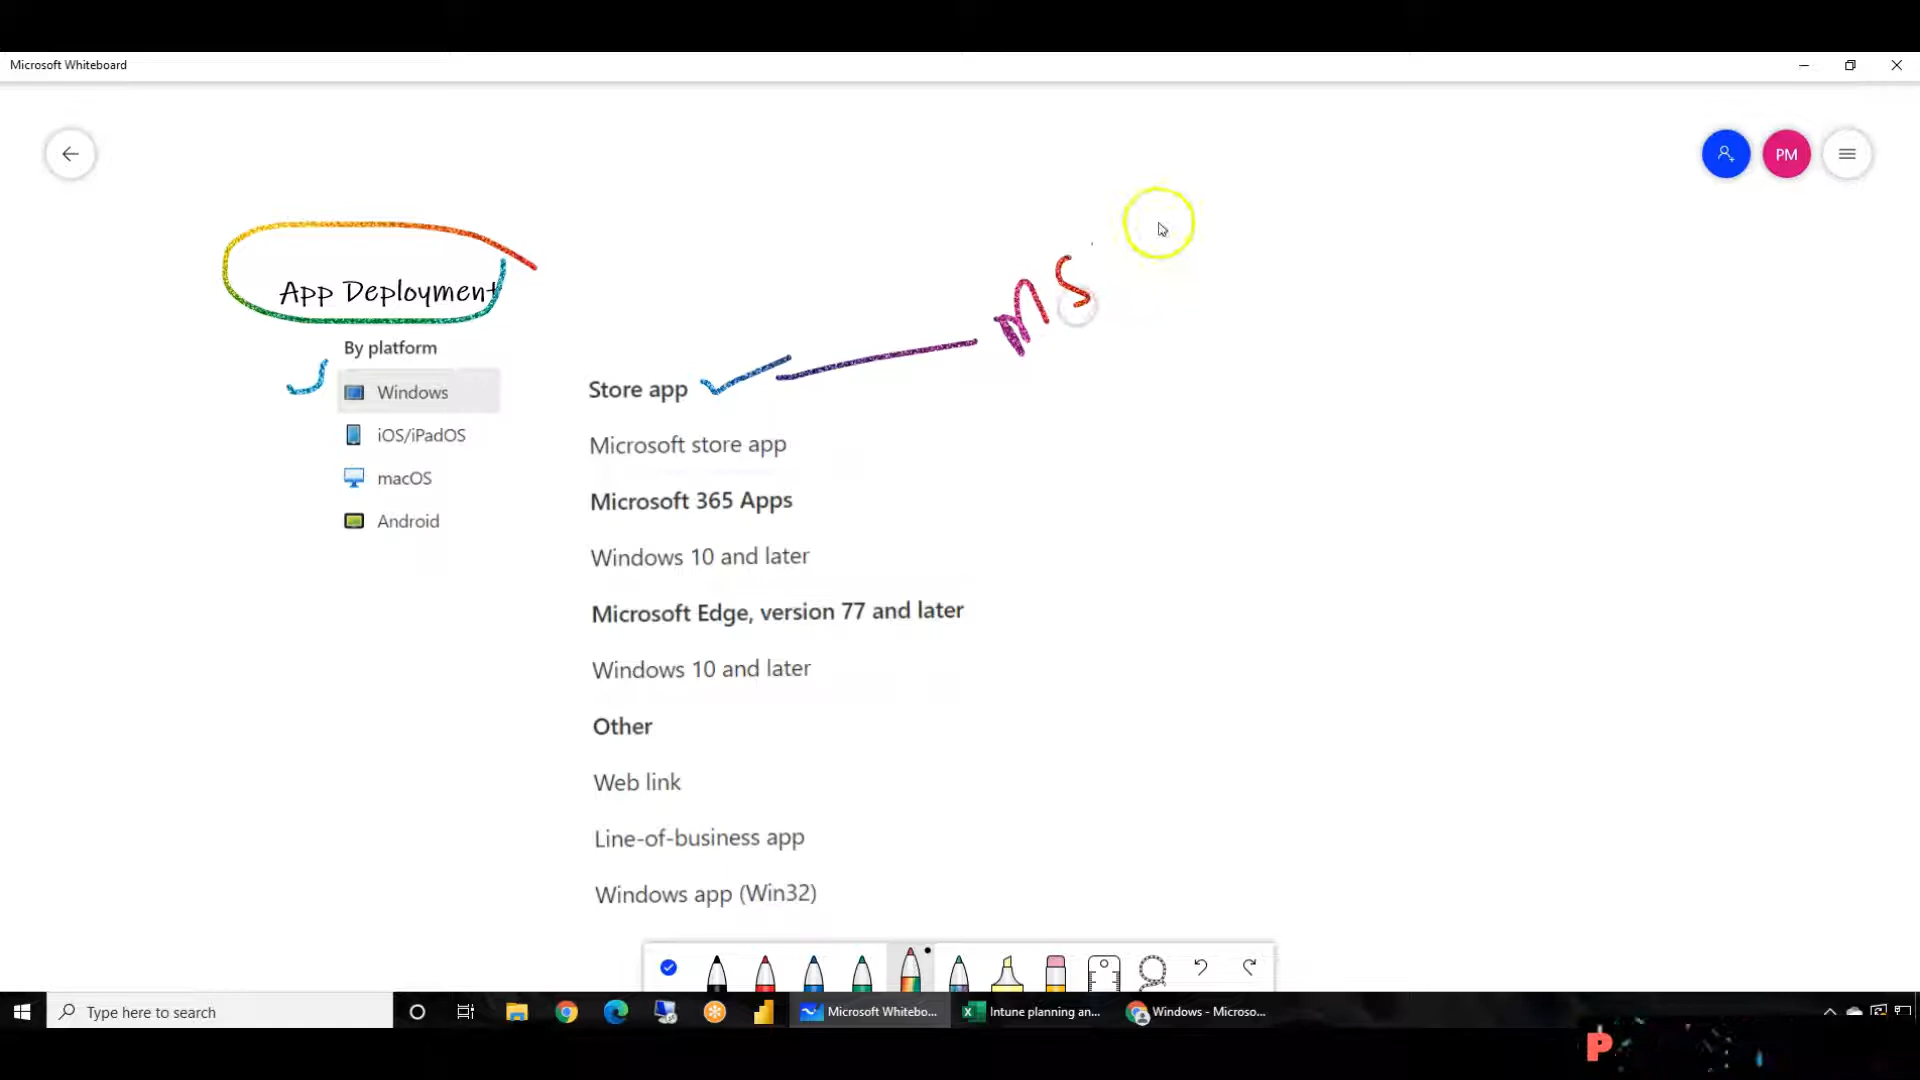 Microsoft Whiteboard
PM
MS
App Deployment
By platform
Windows
iOS/iPadOS
macOS
Android
Store app
Microsoft store app
Microsoft 365 Apps
Windows 10 and later
Microsoft Edge, version 77 and later
Windows 10 and later
Other
Web link
Line-of-business app
Windows app (Win32)
Type here to search
Microsoft Whitebo...
Intune planning an...
Windows - Microso...
P